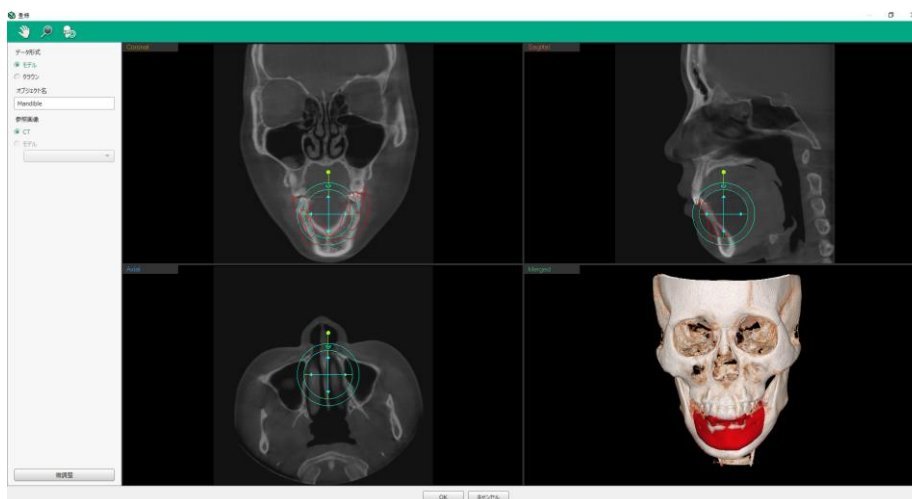 重積
データ形式
モデル
クラウン
オブジェクト名
Mandible
参照画像
CT
モデル
微調整
Coronal
Sagittal
Axial
Merged
OK
キャンセル